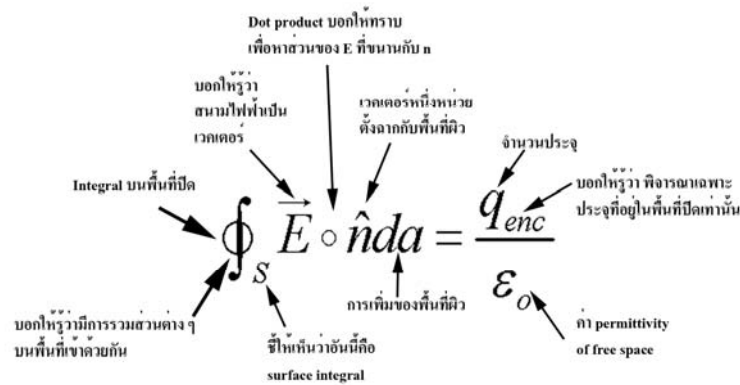 Dot product บอกให้ทราบ
เพื่อหาส่วนของ E ที่ขนานกับ n
บอกให้รู้ว่า
สนามไฟฟ้าเป็น
เวคเตอร์
เวคเตอร์หนึ่งหน่วย
ตั้งฉากกับพื้นที่ผิว
จำนวนประจุ
Integral บนพื้นที่ปิด
บอกให้รู้ว่า พิจารณาเฉพาะ
ประจุที่อยู่ในพื้นที่ปิดเท่านั้น
∮_S E⃗ ∘ n̂da = q_enc / ε_o
การเพิ่มของพื้นที่ผิว
บอกให้รู้ว่ามีการรวมส่วนต่าง ๆ
บนพื้นที่เข้าด้วยกัน
ชี้ให้เห็นว่าอันนี้คือ
surface integral
ค่า permittivity
of free space